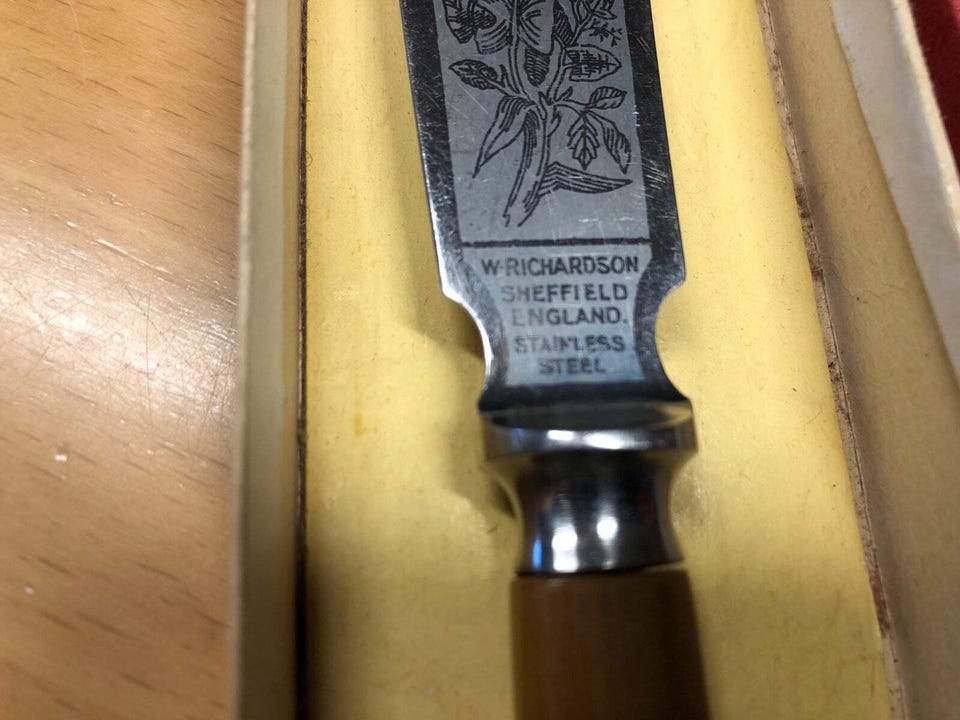 W·RICHARDSON
SHEFFIELD
ENGLAND.
STAINLESS
STEEL